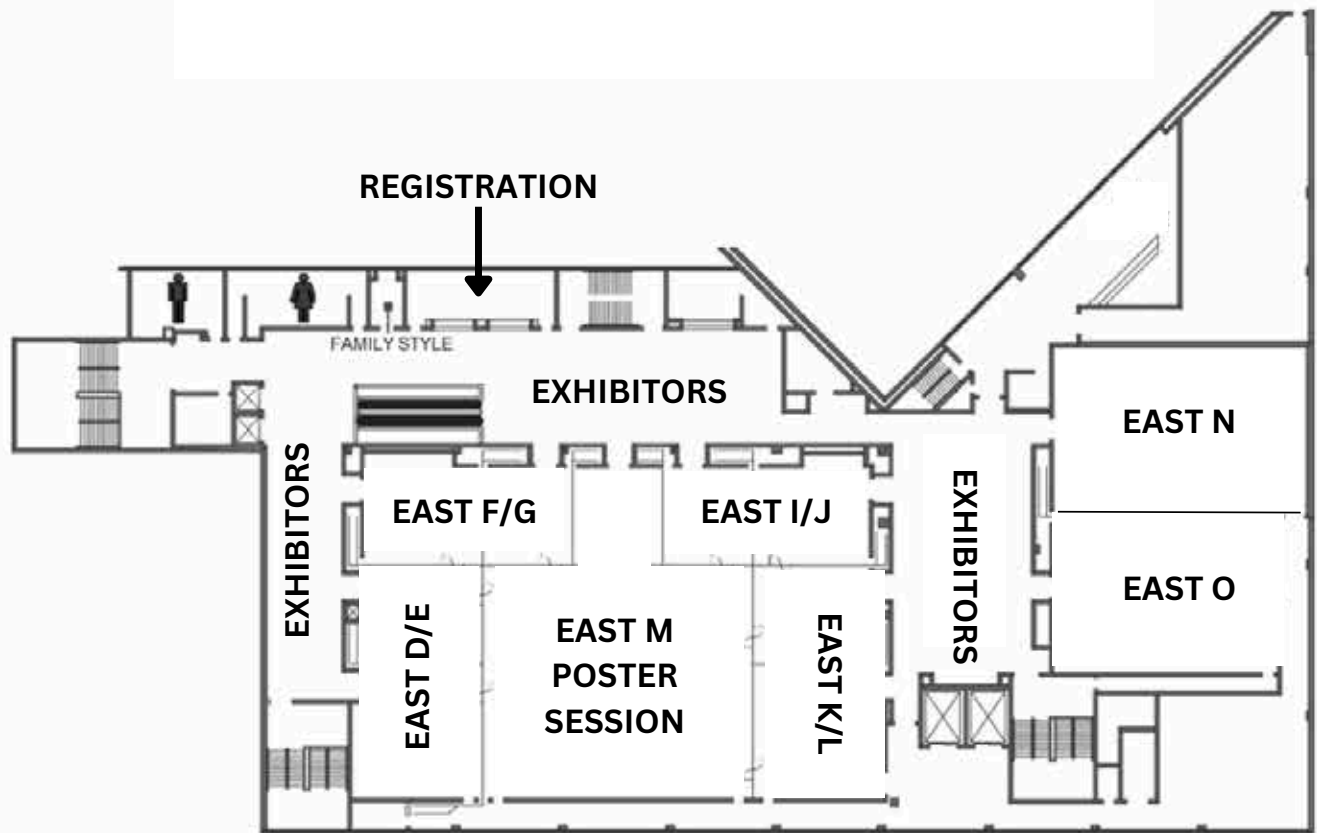 REGISTRATION
FAMILY STYLE
EXHIBITORS
EAST N
EXHIBITORS
EAST F/G
EAST I/J
EXHIBITORS
EAST O
EAST D/E
EAST M
POSTER
SESSION
EAST K/L